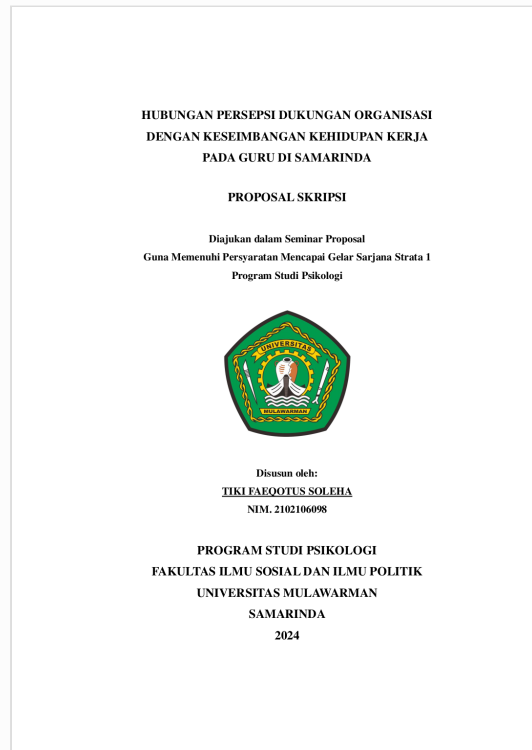 HUBUNGAN PERSEPSI DUKUNGAN ORGANISASI
DENGAN KESEIMBANGAN KEHIDUPAN KERJA
PADA GURU DI SAMARINDA
PROPOSAL SKRIPSI
Diajukan dalam Seminar Proposal
Guna Memenuhi Persyaratan Mencapai Gelar Sarjana Strata 1
Program Studi Psikologi
UNIVERSITAS
MULAWARMAN
Disusun oleh:
TIKI FAEQOTUS SOLEHA
NIM. 2102106098
PROGRAM STUDI PSIKOLOGI
FAKULTAS ILMU SOSIAL DAN ILMU POLITIK
UNIVERSITAS MULAWARMAN
SAMARINDA
2024